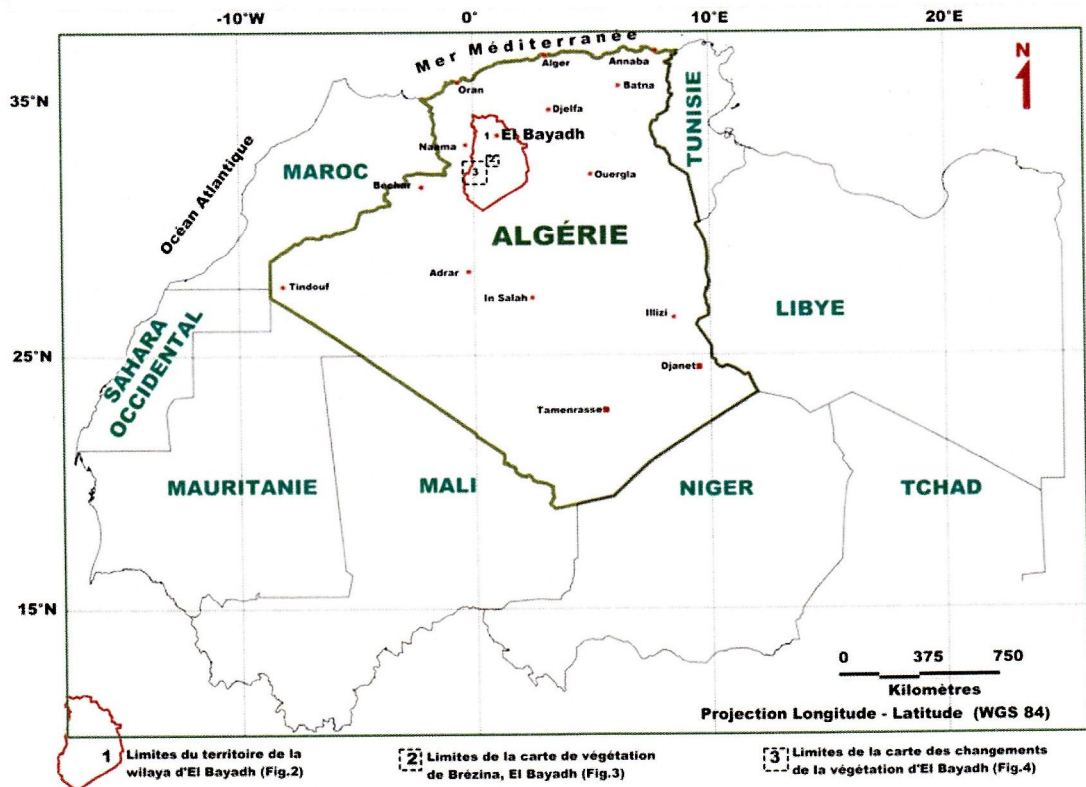 -10°W 0° 10°E 20°E
Mer Méditerranée
N
Alger
Annaba
Oran
Batna
35°N
Djelfa
TUNISIE
1 El Bayadh
Naama
Océan Atlantique
MAROC
2
3
Bechar
Ouergla
ALGÉRIE
Adrar
Tindouf
In Salah
Illizi
LIBYE
SAHARA
OCCIDENTAL
25°N
Djanet
Tamenrasse
MAURITANIE
MALI
NIGER
TCHAD
15°N
0 375 750
Kilomètres
Projection Longitude - Latitude (WGS 84)
1 Limites du territoire de la
wilaya d'El Bayadh (Fig.2)
2 Limites de la carte de végétation
de Brézina, El Bayadh (Fig.3)
3 Limites de la carte des changements
de la végétation d'El Bayadh (Fig.4)